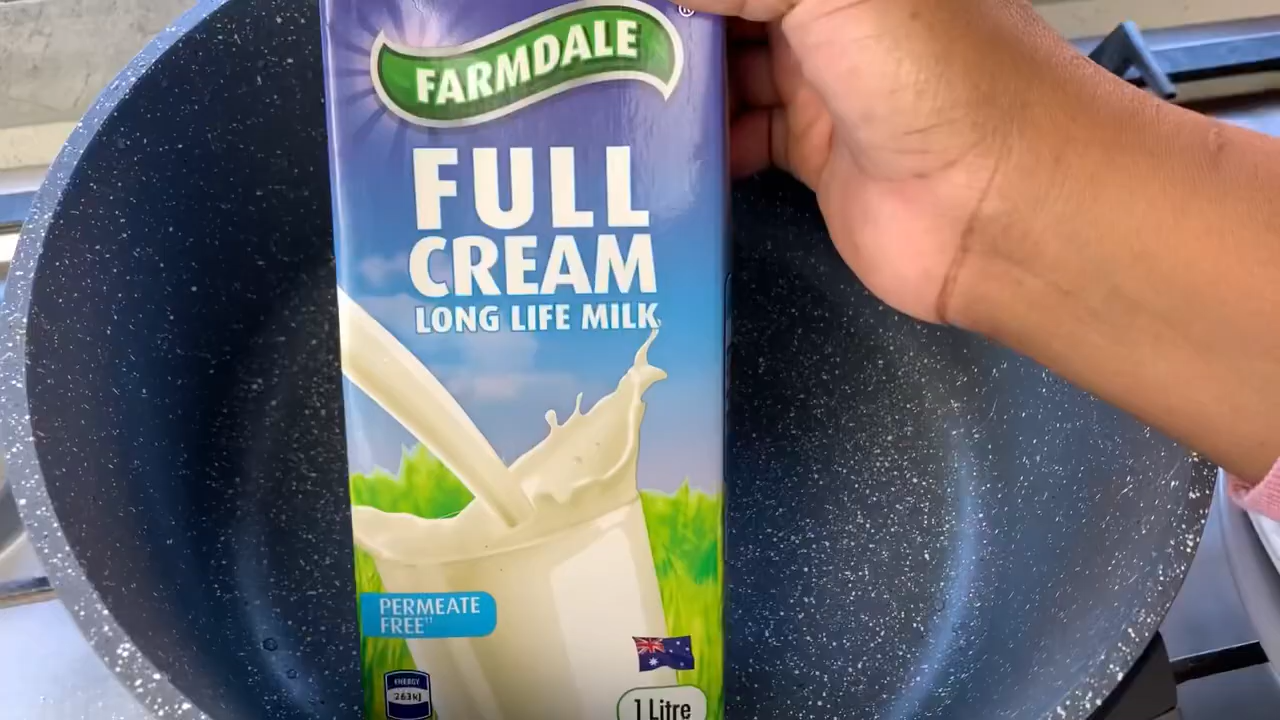 FARMDALE
®
FULL
CREAM
LONG LIFE MILK
PERMEATE
FREE††
ENERGY
263kJ
1 Litre